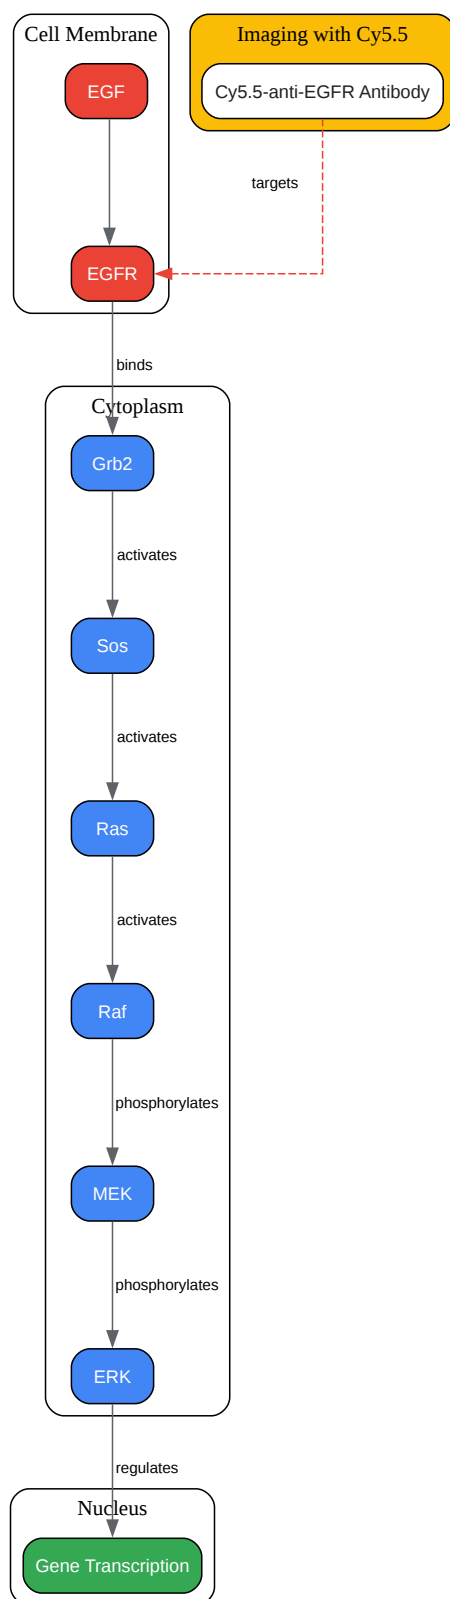 Cell Membrane
Imaging with Cy5.5
EGF
Cy5.5-anti-EGFR Antibody
targets
EGFR
binds
Cytoplasm
Grb2
activates
Sos
activates
Ras
activates
Raf
phosphorylates
MEK
phosphorylates
ERK
regulates
Nucleus
Gene Transcription